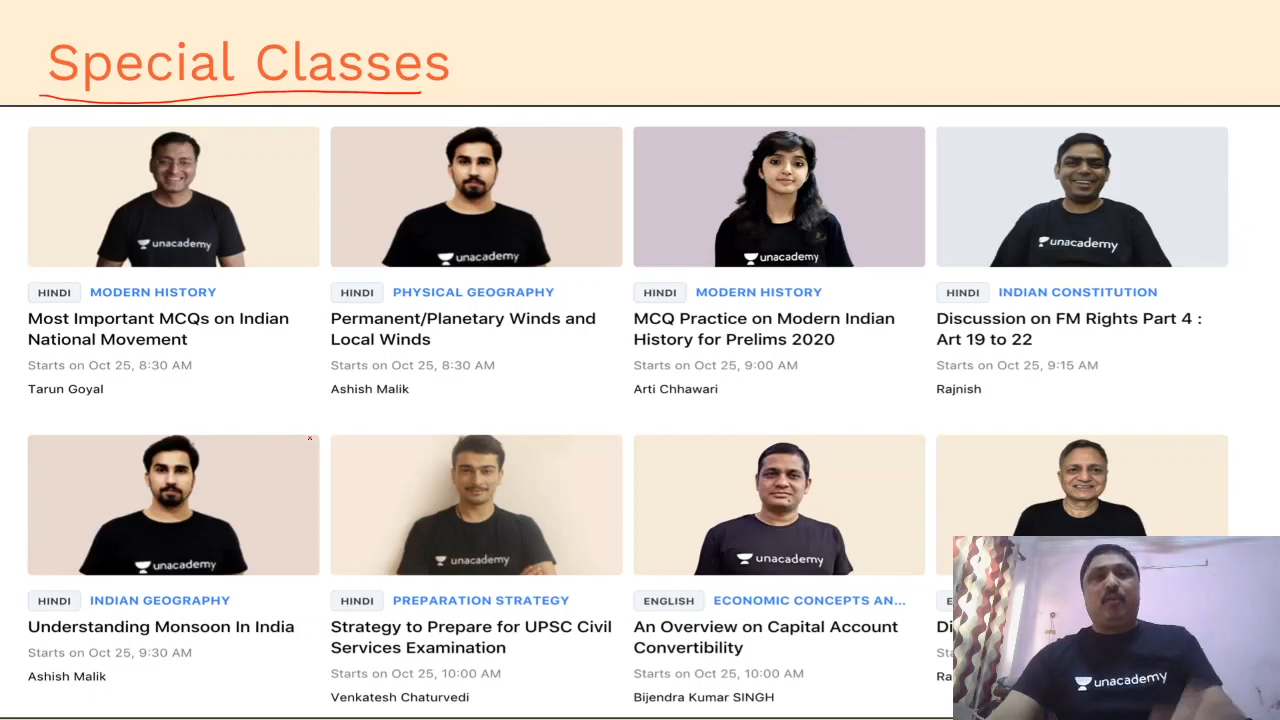 Special Classes
unacademy
unacademy
unacademy
unacademy
HINDI MODERN HISTORY
HINDI PHYSICAL GEOGRAPHY
HINDI MODERN HISTORY
HINDI INDIAN CONSTITUTION
Most Important MCQs on Indian
National Movement
Starts on Oct 25, 8:30 AM
Tarun Goyal
Permanent/Planetary Winds and
Local Winds
Starts on Oct 25, 8:30 AM
Ashish Malik
MCQ Practice on Modern Indian
History for Prelims 2020
Starts on Oct 25, 9:00 AM
Arti Chhawari
Discussion on FM Rights Part 4 :
Art 19 to 22
Starts on Oct 25, 9:15 AM
Rajnish
unacademy
unacademy
unacademy
HINDI INDIAN GEOGRAPHY
HINDI PREPARATION STRATEGY
ENGLISH ECONOMIC CONCEPTS AN...
Understanding Monsoon In India
Starts on Oct 25, 9:30 AM
Ashish Malik
Strategy to Prepare for UPSC Civil
Services Examination
Starts on Oct 25, 10:00 AM
Venkatesh Chaturvedi
An Overview on Capital Account
Convertibility
Starts on Oct 25, 10:00 AM
Bijendra Kumar SINGH
unacademy